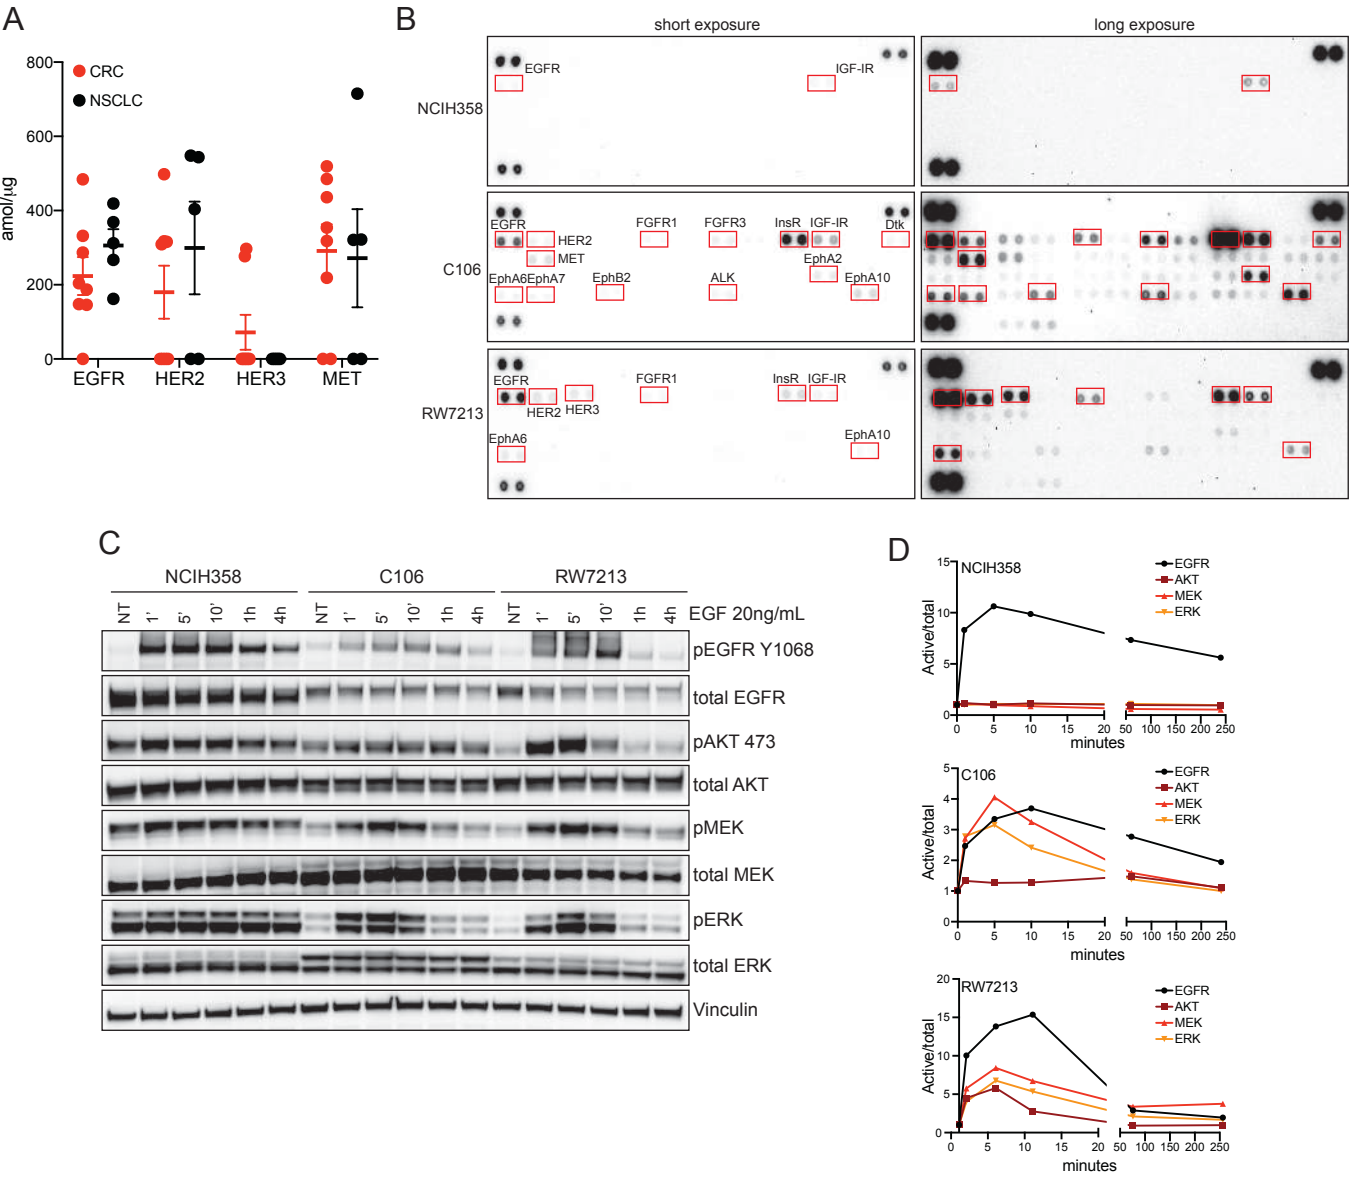 A
800
600
400
200
0
amol/µg
CRC
NSCLC
EGFR HER2 HER3 MET
B
short exposure long exposure
NCIH358
EGFR IGF-IR
C106
EGFR HER2 MET FGFR1 FGFR3 InsR IGF-IR Dtk
EphA6 EphA7 EphB2 ALK EphA2 EphA10
RW7213
EGFR HER2 HER3 FGFR1 InsR IGF-IR
EphA6 EphA10
C
NCIH358 C106 RW7213
NT 1' 5' 10' 1h 4h NT 1' 5' 10' 1h 4h NT 1' 5' 10' 1h 4h EGF 20ng/mL
pEGFR Y1068
total EGFR
pAKT 473
total AKT
pMEK
total MEK
pERK
total ERK
Vinculin
D
NCIH358
EGFR
AKT
MEK
ERK
Active/total
15
10
5
0
0 5 10 15 20 50 100 150 200 250
minutes
C106
EGFR
AKT
MEK
ERK
Active/total
5
4
3
2
1
0
0 5 10 15 20 50 100 150 200 250
minutes
RW7213
EGFR
AKT
MEK
ERK
Active/total
20
15
10
5
0
0 5 10 15 20 50 100 150 200 250
minutes